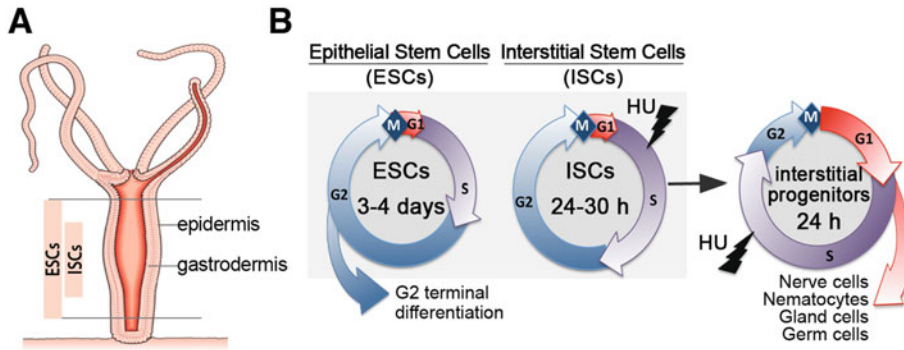 A
ESCs
ISCs
epidermis
gastrodermis
B
Epithelial Stem Cells
(ESCs)
Interstitial Stem Cells
(ISCs)
M
G1
S
G2
ESCs
3-4 days
G2 terminal
differentiation
HU
M
G1
S
G2
ISCs
24-30 h
M
G1
G2
S
interstitial
progenitors
24 h
HU
Nerve cells
Nematocytes
Gland cells
Germ cells